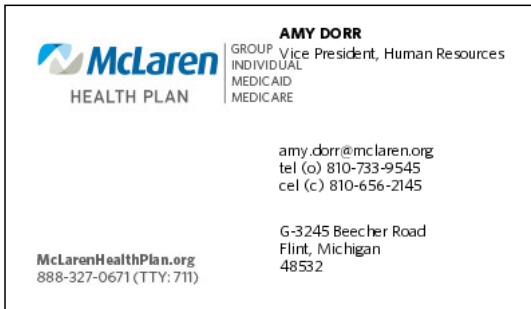 McLaren
HEALTH PLAN
GROUP
INDIVIDUAL
MEDICAID
MEDICARE
AMY DORR
Vice President, Human Resources
amy.dorr@mclaren.org
tel (o) 810-733-9545
cel (c) 810-656-2145
G-3245 Beecher Road
Flint, Michigan
48532
McLarenHealthPlan.org
888-327-0671 (TTY: 711)